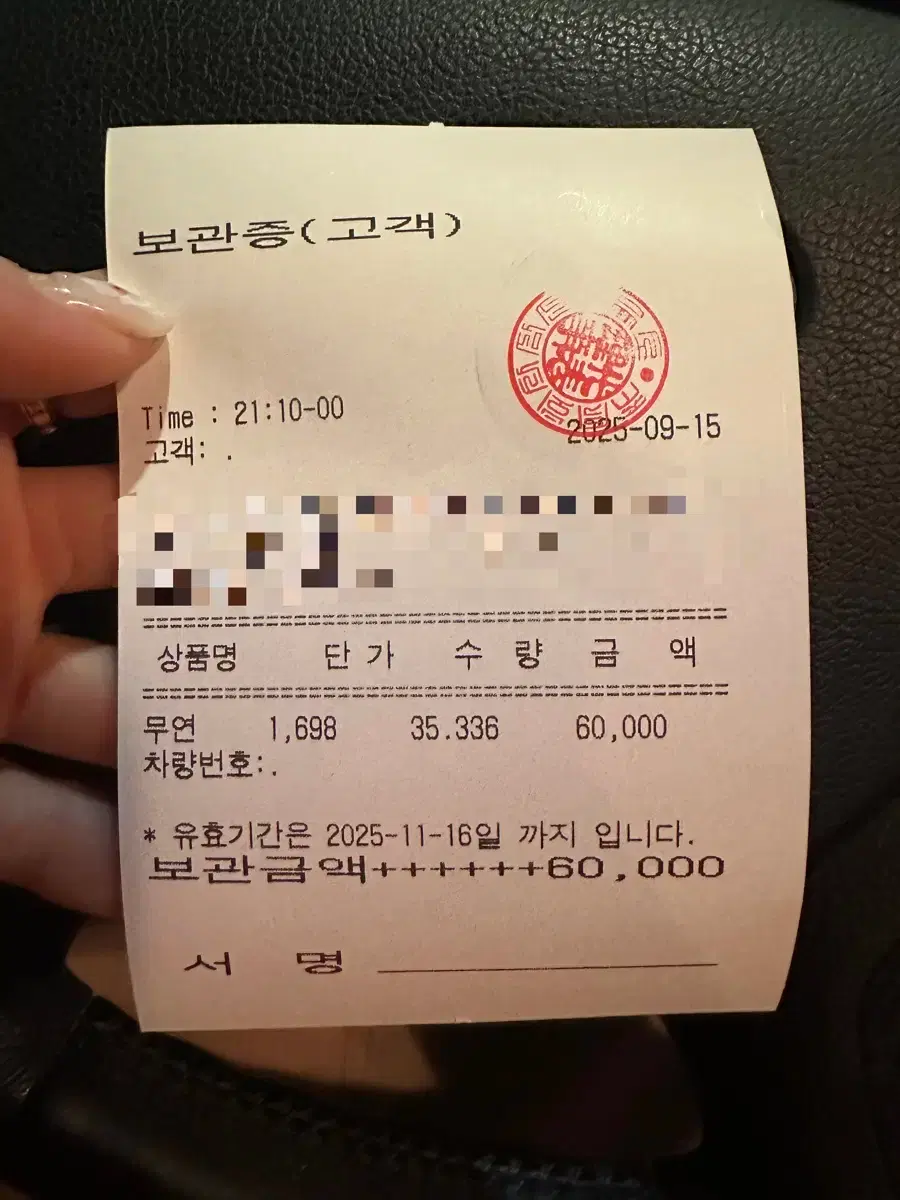 보관증(고객)
Time : 21:10-00
2025-09-15
고객: .
상품명 단 가 수 량 금 액
무연 1,698 35.336 60,000
차량번호:.
* 유효기간은 2025-11-16일 까지 입니다.
보관금액++++++60,000
서 명